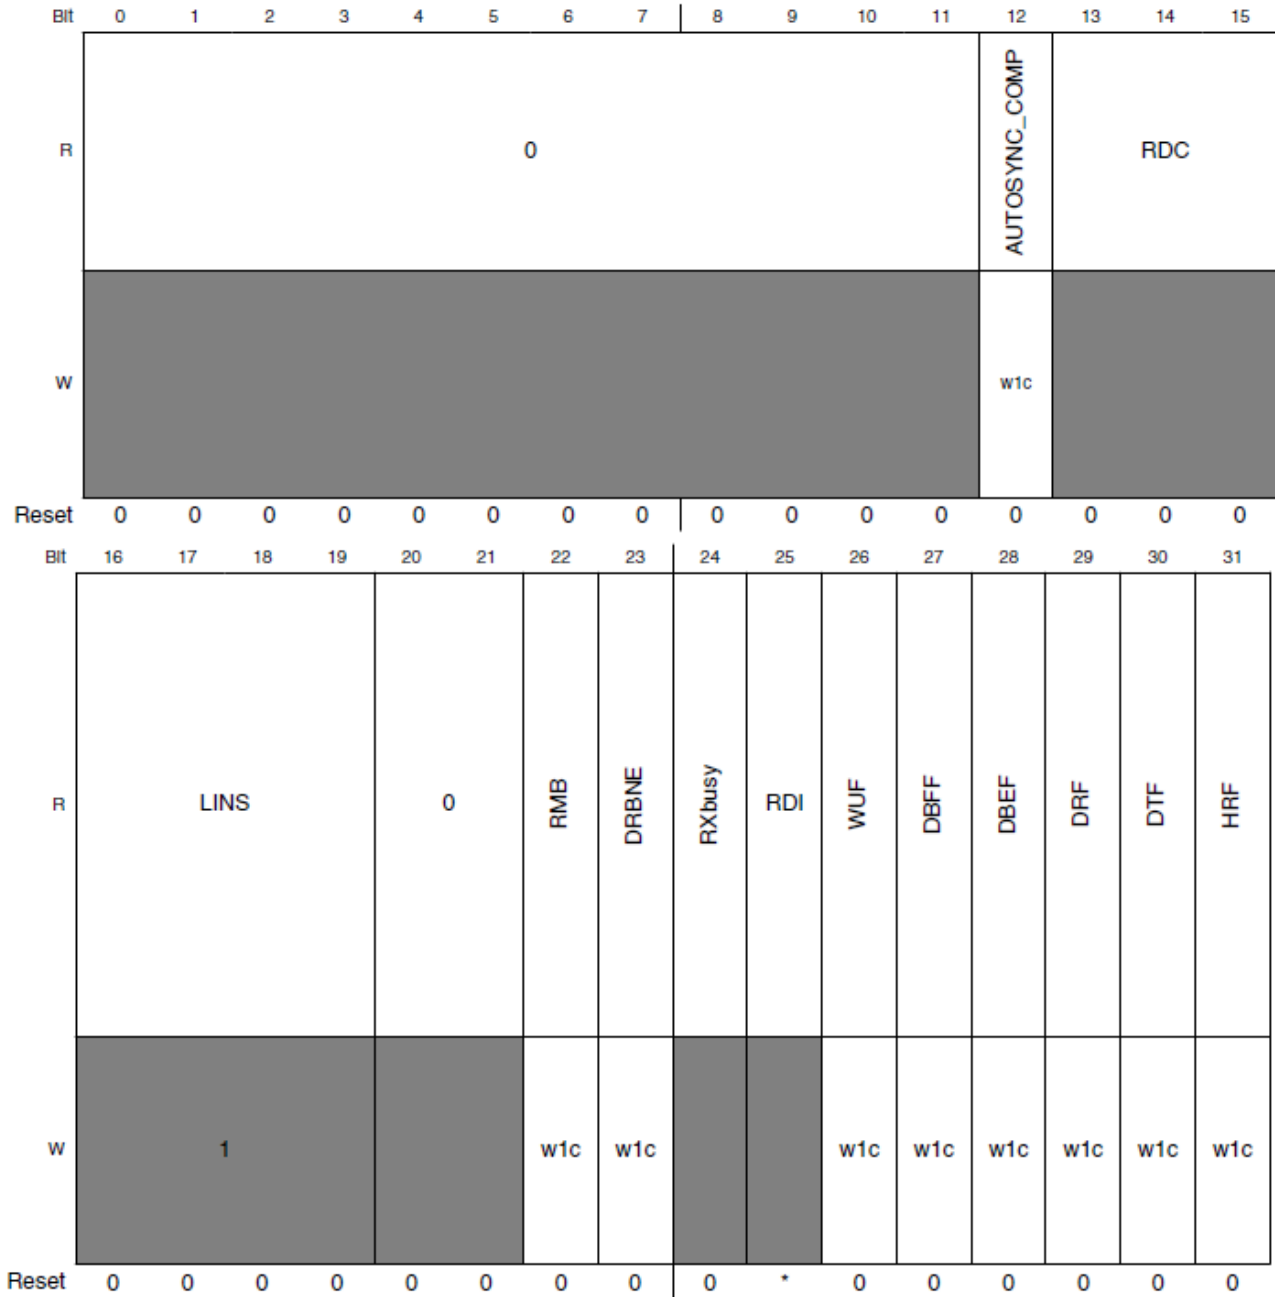 Bit 0 1 2 3 4 5 6 7 8 9 10 11 12 13 14 15
R 0 AUTOSYNC_COMP RDC
W w1c
Reset 0 0 0 0 0 0 0 0 0 0 0 0 0 0 0 0
Bit 16 17 18 19 20 21 22 23 24 25 26 27 28 29 30 31
R LINS 0 RMB DRBNE RXbusy RDI WUF DBFF DBEF DRF DTF HRF
W 1 w1c w1c w1c w1c w1c w1c w1c w1c
Reset 0 0 0 0 0 0 0 0 0 * 0 0 0 0 0 0